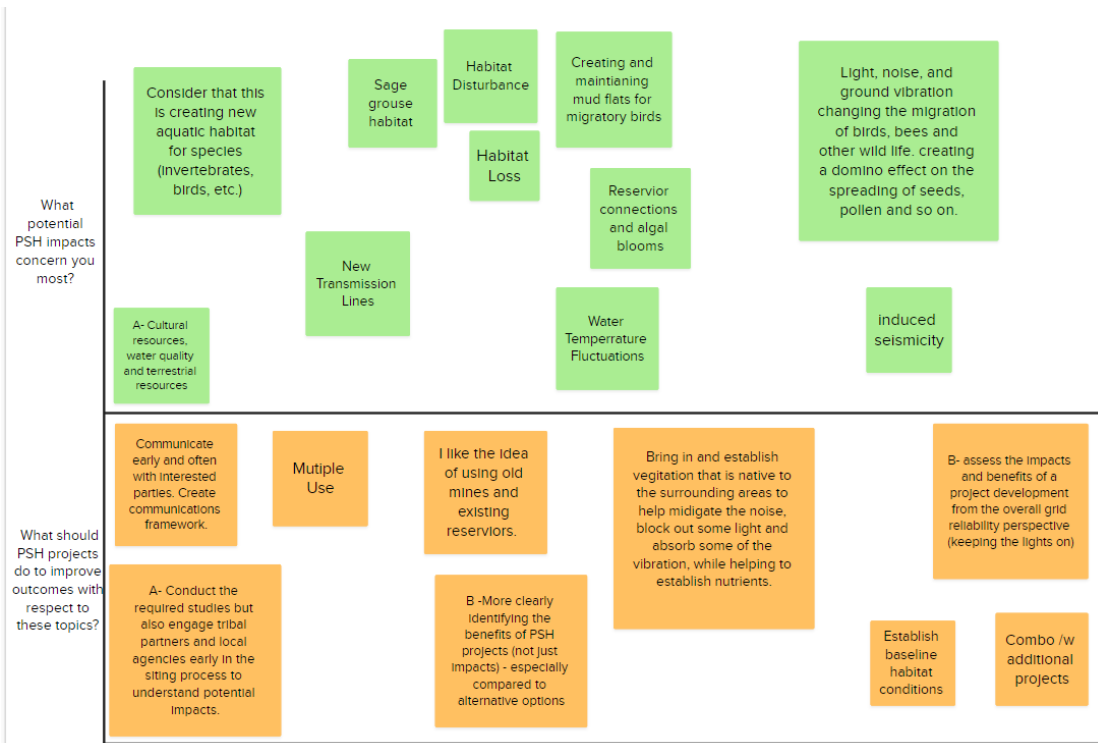 What
potential
PSH impacts
concern you
most?
Consider that this
is creating new
aquatic habitat
for species
(invertebrates,
birds, etc.)
Sage
grouse
habitat
Habitat
Disturbance
Habitat
Loss
Creating and
maintianing
mud flats for
migratory birds
Light, noise, and
ground vibration
changing the migration
of birds, bees and
other wild life. creating
a domino effect on the
spreading of seeds,
pollen and so on.
Reservior
connections
and algal
blooms
New
Transmission
Lines
Water
Temperrature
Fluctuations
induced
seismicity
A- Cultural
resources,
water quality
and terrestrial
resources
What should
PSH projects
do to improve
outcomes with
respect to
these topics?
Communicate
early and often
with interested
parties. Create
communications
framework.
Mutiple
Use
I like the idea
of using old
mines and
existing
reserviors.
Bring in and establish
vegitation that is native to
the surrounding areas to
help midigate the noise,
block out some light and
absorb some of the
vibration, while helping to
establish nutrients.
B- assess the impacts
and benefits of a
project development
from the overall grid
reliability perspective
(keeping the lights on)
A- Conduct the
required studies but
also engage tribal
partners and local
agencies early in the
siting process to
understand potential
impacts.
B -More clearly
identifying the
benefits of PSH
projects (not just
impacts) - especially
compared to
alternative options
Establish
baseline
habitat
conditions
Combo /w
additional
projects